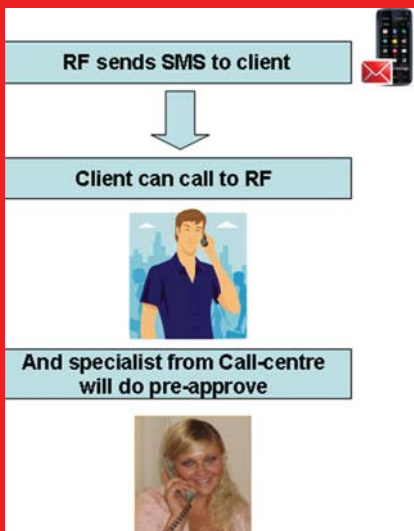 RF sends SMS to client
Client can call to RF
And specialist from Call-centre
will do pre-approve